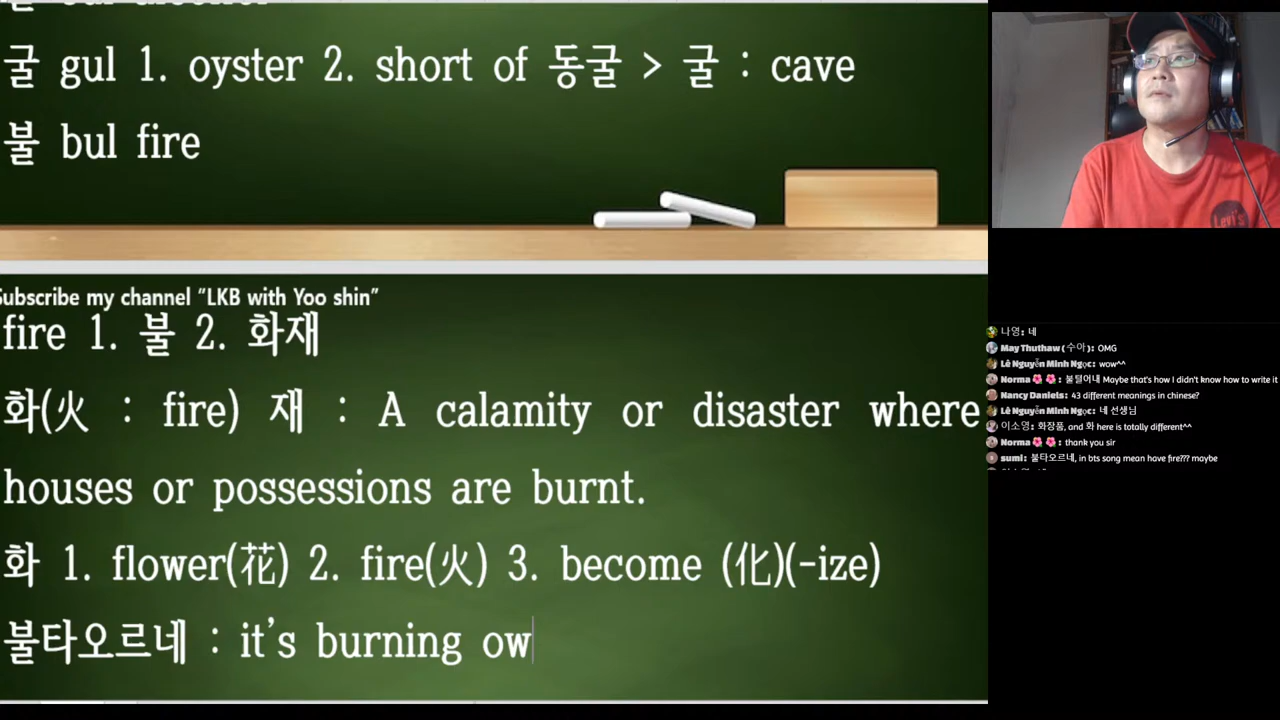 굴 gul 1. oyster 2. short of 동굴 > 굴 : cave
불 bul fire
Subscribe my channel “LKB with Yoo shin”
fire 1. 불 2. 화재
화(火 : fire) 재 : A calamity or disaster where
houses or possessions are burnt.
화 1. flower(花) 2. fire(火) 3. become (化)(-ize)
불타오르네 : it's burning ow
Levi's
나영: 네
May Thuthaw (수아): OMG
Lê Nguyễn Minh Ngọc: wow^^
Norma 🌺 🌺 : 불털어내 Maybe that's how I didn't know how to write it
Nancy Daniels: 43 different meanings in chinese?
Lê Nguyễn Minh Ngọc: 네 선생님
이소영: 화장품, and 화 here is totally different^^
Norma 🌺 🌺 : thank you sir
sumi: 불타오르네, in bts song mean have fire??? maybe